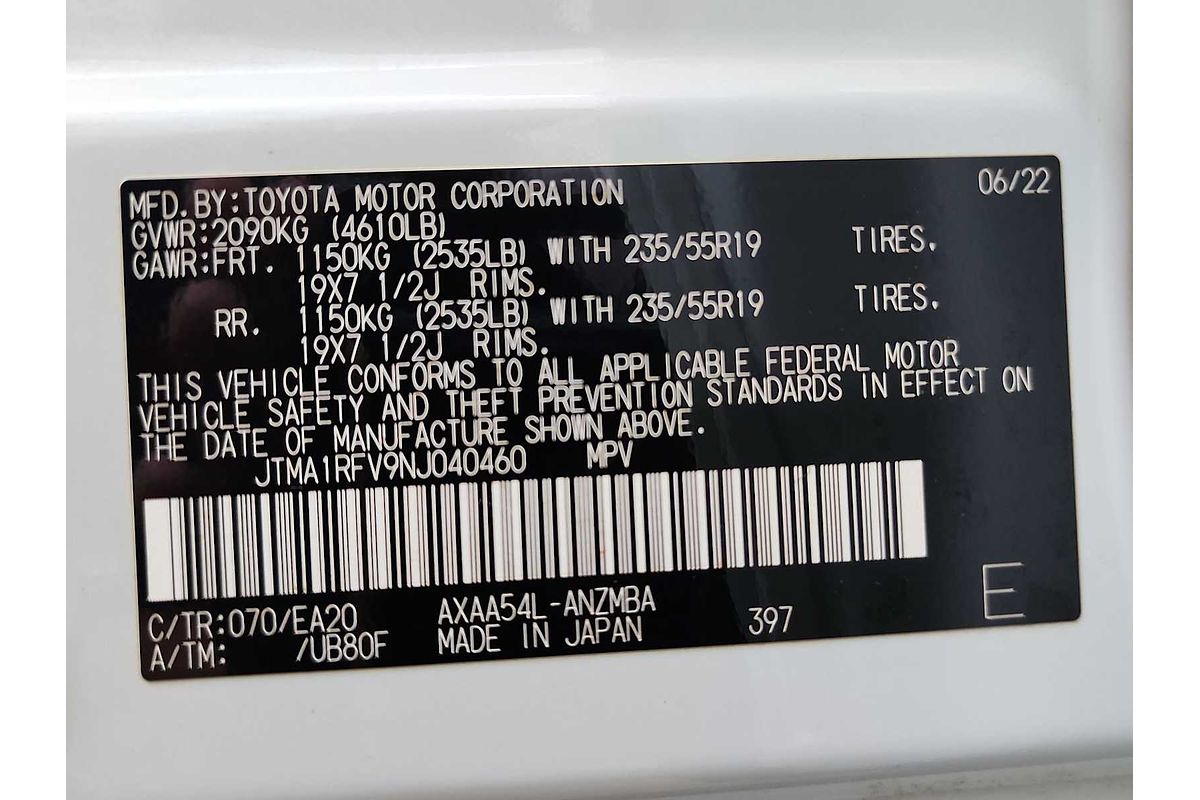 06/22
MFD.BY:TOYOTA MOTOR CORPORATION
GVWR:2090KG (4610LB)
GAWR:FRT. 1150KG (2535LB) WITH 235/55R19 TIRES.
19X7 1/2J RIMS.
RR. 1150KG (2535LB) WITH 235/55R19 TIRES.
19X7 1/2J RIMS.
THIS VEHICLE CONFORMS TO ALL APPLICABLE FEDERAL MOTOR
VEHICLE SAFETY AND THEFT PREVENTION STANDARDS IN EFFECT ON
THE DATE OF MANUFACTURE SHOWN ABOVE.
JTMA1RFV9NJ040460 MPV
C/TR:070/EA20 AXAA54L-ANZMBA
A/TM: /UB80F MADE IN JAPAN 397 E